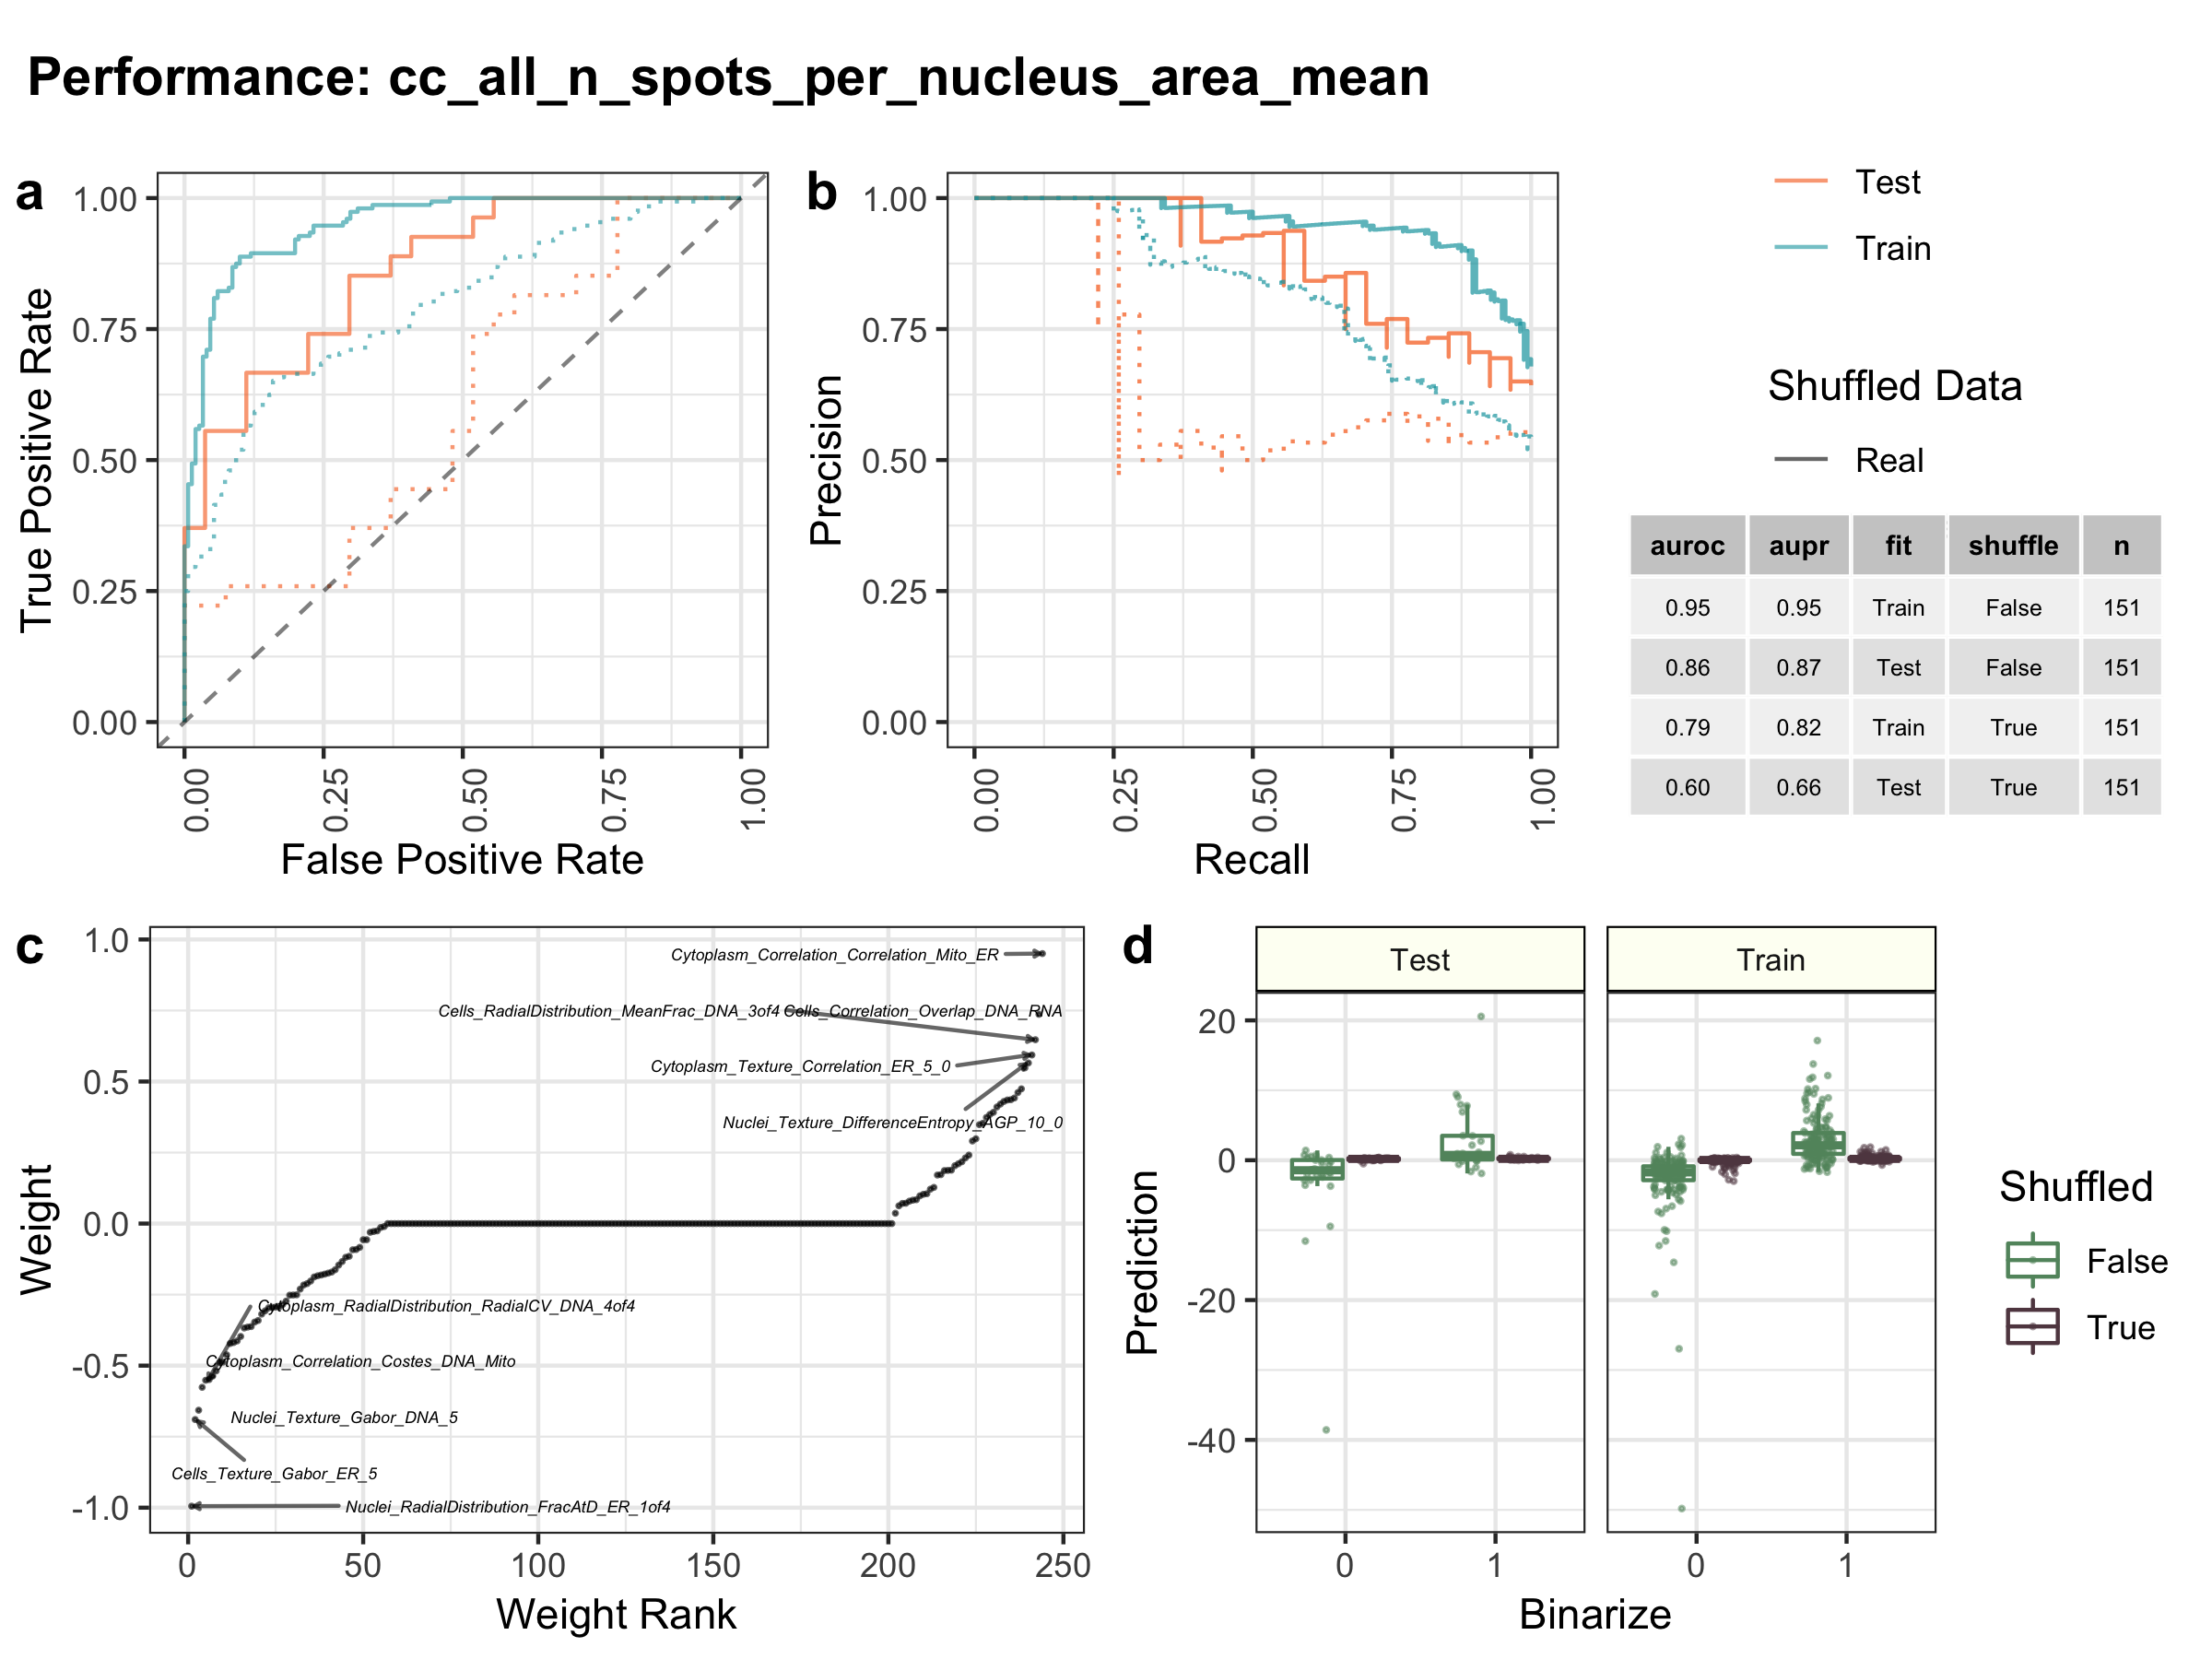 Performance: cc_all_n_spots_per_nucleus_area_mean
a
1.00
0.75
0.50
0.25
0.00
True Positive Rate
0.00
0.25
0.50
0.75
1.00
False Positive Rate
b
1.00
0.75
0.50
0.25
0.00
Precision
0.00
0.25
0.50
0.75
1.00
Recall
Test
Train
Shuffled Data
Real
auroc aupr fit shuffle n
0.95 0.95 Train False 151
0.86 0.87 Test False 151
0.79 0.82 Train True 151
0.60 0.66 Test True 151
c
1.0
0.5
0.0
-0.5
-1.0
Weight
Cytoplasm_Correlation_Correlation_Mito_ER
Cells_RadialDistribution_MeanFrac_DNA_3of4
Cells_Correlation_Overlap_DNA_RNA
Cytoplasm_Texture_Correlation_ER_5_0
Nuclei_Texture_DifferenceEntropy_AGP_10_0
Cytoplasm_RadialDistribution_RadialCV_DNA_4of4
Cytoplasm_Correlation_Costes_DNA_Mito
Nuclei_Texture_Gabor_DNA_5
Cells_Texture_Gabor_ER_5
Nuclei_RadialDistribution_FracAtD_ER_1of4
0
50
100
150
200
250
Weight Rank
d
Test
Train
20
0
-20
-40
Prediction
0
1
0
1
Binarize
Shuffled
False
True